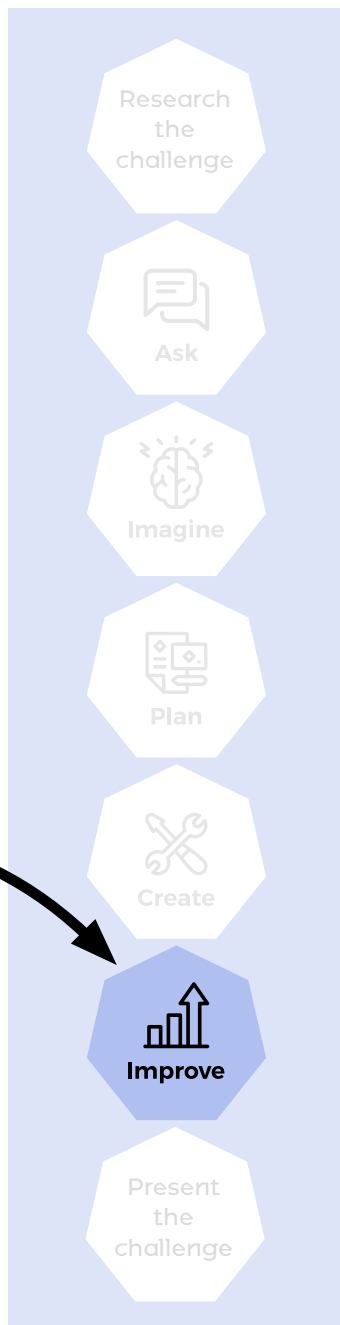 Research
the
challenge
Ask
Imagine
Plan
Create
Improve
Present
the
challenge